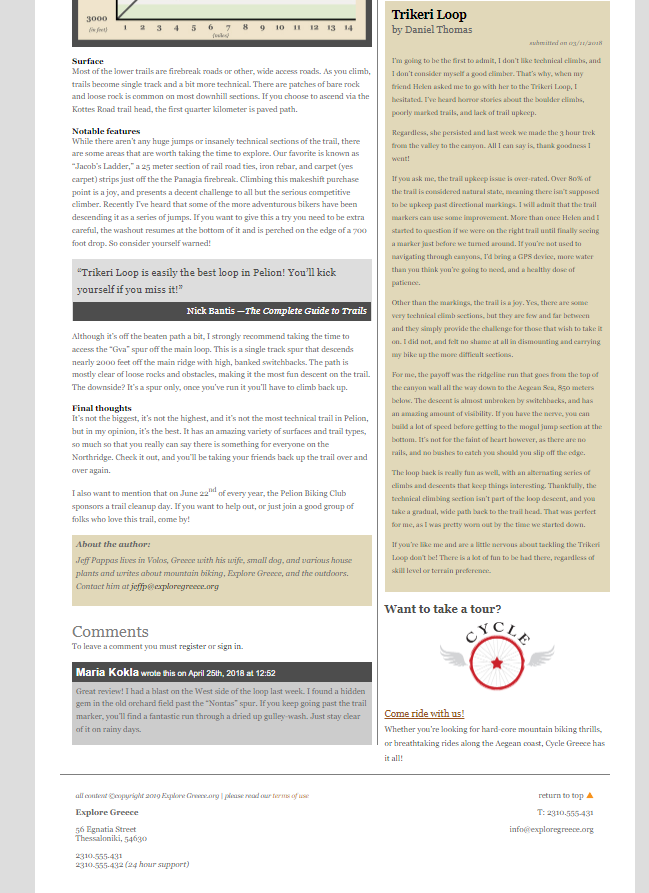 3000
(in feet)
1 2 3 4 5 6 7 8 9 10 11 12 13 14
(miles)
Surface
Most of the lower trails are firebreak roads or other, wide access roads. As you climb,
trails become single track and a bit more technical. There are patches of bare rock
and loose rock is common on most downhill sections. If you choose to ascend via the
Kottes Road trail head, the first quarter kilometer is paved path.
Notable features
While there aren't any huge jumps or insanely technical sections of the trail, there
are some areas that are worth taking the time to explore. Our favorite is known as
"Jacob's Ladder," a 25 meter section of rail road ties, iron rebar, and carpet (yes
carpet) strips just off the the Panagia firebreak. Climbing this makeshift purchase
point is a joy, and presents a decent challenge to all but the serious competitive
climber. Recently I've heard that some of the more adventurous bikers have been
descending it as a series of jumps. If you want to give this a try you need to be extra
careful, the washout resumes at the bottom of it and is perched on the edge of a 700
foot drop. So consider yourself warned!
"Trikeri Loop is easily the best loop in Pelion! You'll kick
yourself if you miss it!"
Nick Bantis —The Complete Guide to Trails
Although it's off the beaten path a bit, I strongly recommend taking the time to
access the "Gva" spur off the main loop. This is a single track spur that descends
nearly 2000 feet off the main ridge with high, banked switchbacks. The path is
mostly clear of loose rocks and obstacles, making it the most fun descent on the trail.
The downside? It's a spur only, once you've run it you'll have to climb back up.
Final thoughts
It's not the biggest, it's not the highest, and it's not the most technical trail in Pelion,
but in my opinion, it's the best. It has an amazing variety of surfaces and trail types,
so much so that you really can say there is something for everyone on the
Northridge. Check it out, and you'll be taking your friends back up the trail over and
over again.
I also want to mention that on June 22nd of every year, the Pelion Biking Club
sponsors a trail cleanup day. If you want to help out, or just join a good group of
folks who love this trail, come by!
About the author:
Jeff Pappas lives in Volos, Greece with his wife, small dog, and various house
plants and writes about mountain biking, Explore Greece, and the outdoors.
Contact him at jeffp@exploregreece.org
Comments
To leave a comment you must register or sign in.
Maria Kokla wrote this on April 25th, 2018 at 12:52
Great review! I had a blast on the West side of the loop last week. I found a hidden
gem in the old orchard field past the "Nontas" spur. If you keep going past the trail
marker, you'll find a fantastic run through a dried up gulley-wash. Just stay clear
of it on rainy days.
Trikeri Loop
by Daniel Thomas
submitted on 03/11/2018
I'm going to be the first to admit, I don't like technical climbs, and
I don't consider myself a good climber. That's why, when my
friend Helen asked me to go with her to the Trikeri Loop, I
hesitated. I've heard horror stories about the boulder climbs,
poorly marked trails, and lack of trail upkeep.
Regardless, she persisted and last week we made the 3 hour trek
from the valley to the canyon. All I can say is, thank goodness I
went!
If you ask me, the trail upkeep issue is over-rated. Over 80% of
the trail is considered natural state, meaning there isn't supposed
to be upkeep past directional markings. I will admit that the trail
markers can use some improvement. More than once Helen and I
started to question if we were on the right trail until finally seeing
a marker just before we turned around. If you're not used to
navigating through canyons, I'd bring a GPS device, more water
than you think you're going to need, and a healthy dose of
patience.
Other than the markings, the trail is a joy. Yes, there are some
very technical climb sections, but they are few and far between
and they simply provide the challenge for those that wish to take it
on. I did not, and felt no shame at all in dismounting and carrying
my bike up the more difficult sections.
For me, the payoff was the ridgeline run that goes from the top of
the canyon wall all the way down to the Aegean Sea, 850 meters
below. The descent is almost unbroken by switchbacks, and has
an amazing amount of visibility. If you have the nerve, you can
build a lot of speed before getting to the mogul jump section at the
bottom. It's not for the faint of heart however, as there are no
rails, and no bushes to catch you should you slip off the edge.
The loop back is really fun as well, with an alternating series of
climbs and descents that keep things interesting. Thankfully, the
technical climbing section isn't part of the loop descent, and you
take a gradual, wide path back to the trail head. That was perfect
for me, as I was pretty worn out by the time we started down.
If you're like me and are a little nervous about tackling the Trikeri
Loop don't be! There is a lot of fun to be had there, regardless of
skill level or terrain preference.
Want to take a tour?
CYCLE
Come ride with us!
Whether you're looking for hard-core mountain biking thrills,
or breathtaking rides along the Aegean coast, Cycle Greece has
it all!
all content ©copyright 2019 Explore Greece.org | please read our terms of use
Explore Greece
56 Egnatia Street
Thessaloniki, 54630
2310.555.431
2310.555.432 (24 hour support)
return to top
T: 2310.555.431
info@exploregreece.org